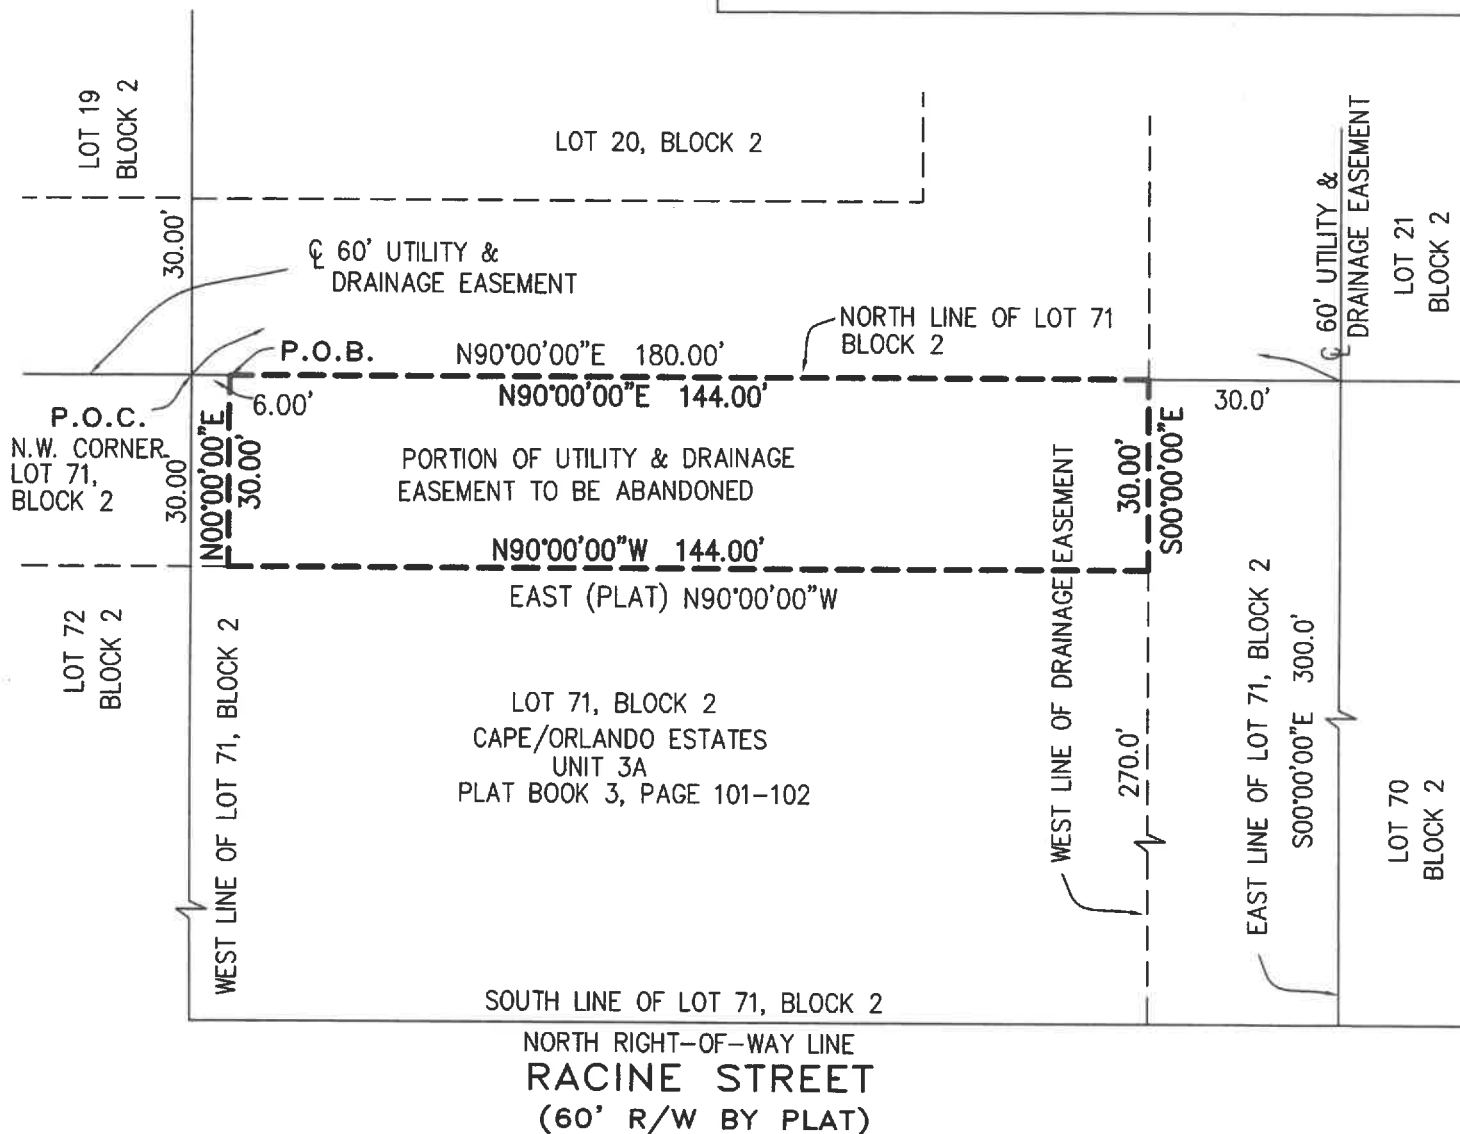 LOT 19
BLOCK 2
LOT 20, BLOCK 2
60' UTILITY &
DRAINAGE EASEMENT
LOT 21
BLOCK 2
30.00'
℄ 60' UTILITY &
DRAINAGE EASEMENT
NORTH LINE OF LOT 71
BLOCK 2
℄
P.O.B.
N90°00'00"E 180.00'
N90°00'00"E 144.00'
6.00'
30.0'
P.O.C.
N.W. CORNER
LOT 71,
BLOCK 2
30.00
N00°00'00"E
30.00'
PORTION OF UTILITY & DRAINAGE
EASEMENT TO BE ABANDONED
30.00'
S00°00'00"E
N90°00'00"W 144.00'
EAST (PLAT) N90°00'00"W
LOT 72
BLOCK 2
WEST LINE OF LOT 71, BLOCK 2
LOT 71, BLOCK 2
CAPE/ORLANDO ESTATES
UNIT 3A
PLAT BOOK 3, PAGE 101-102
WEST LINE OF DRAINAGE EASEMENT
270.0'
EAST LINE OF LOT 71, BLOCK 2
S00°00'00"E 300.0'
LOT 70
BLOCK 2
SOUTH LINE OF LOT 71, BLOCK 2
NORTH RIGHT-OF-WAY LINE
RACINE STREET
(60' R/W BY PLAT)